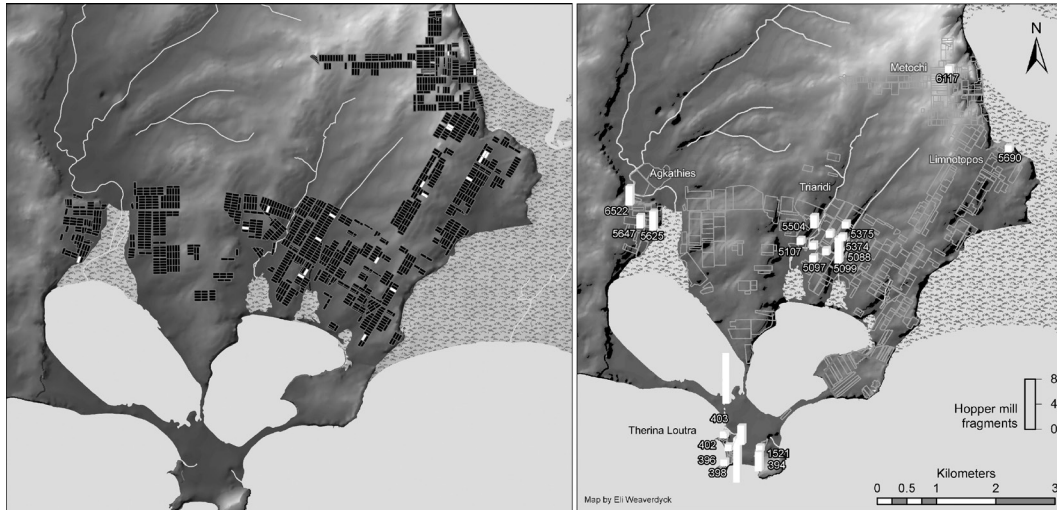 N
Metochi
6117
Limnotopos
5690
Agkathies
Triaridi
6522
5504
5375
5647
5625
5107
5374
5088
5097
5099
8
4
0
Hopper mill
fragments
403
Therina Loutra
402
1521
396
394
398
Kilometers
0 0.5 1 2 3
Map by Eli Weaverdyck